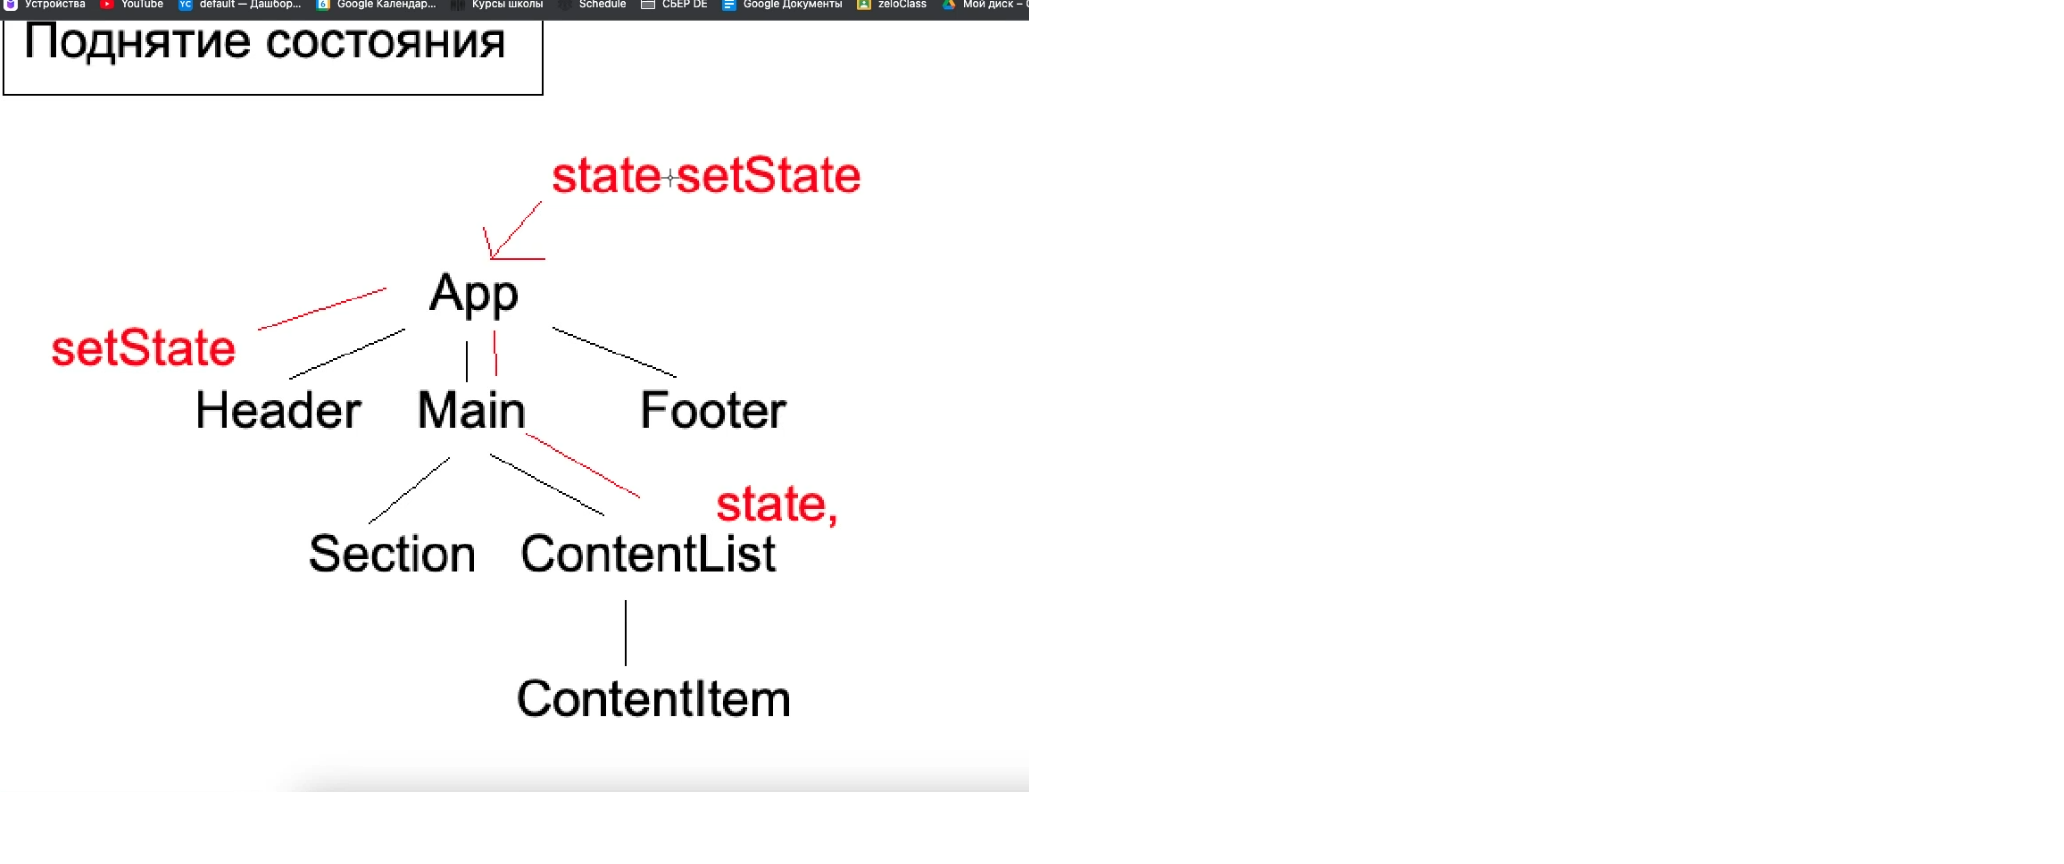 Устройства YouTube default — Дашбор... Google Календар... Курсы школы Schedule СБЕР DE Google Документы zeloClass Мой диск –
Поднятие состояния
state setState
App
setState
Header Main Footer
state,
Section ContentList
ContentItem